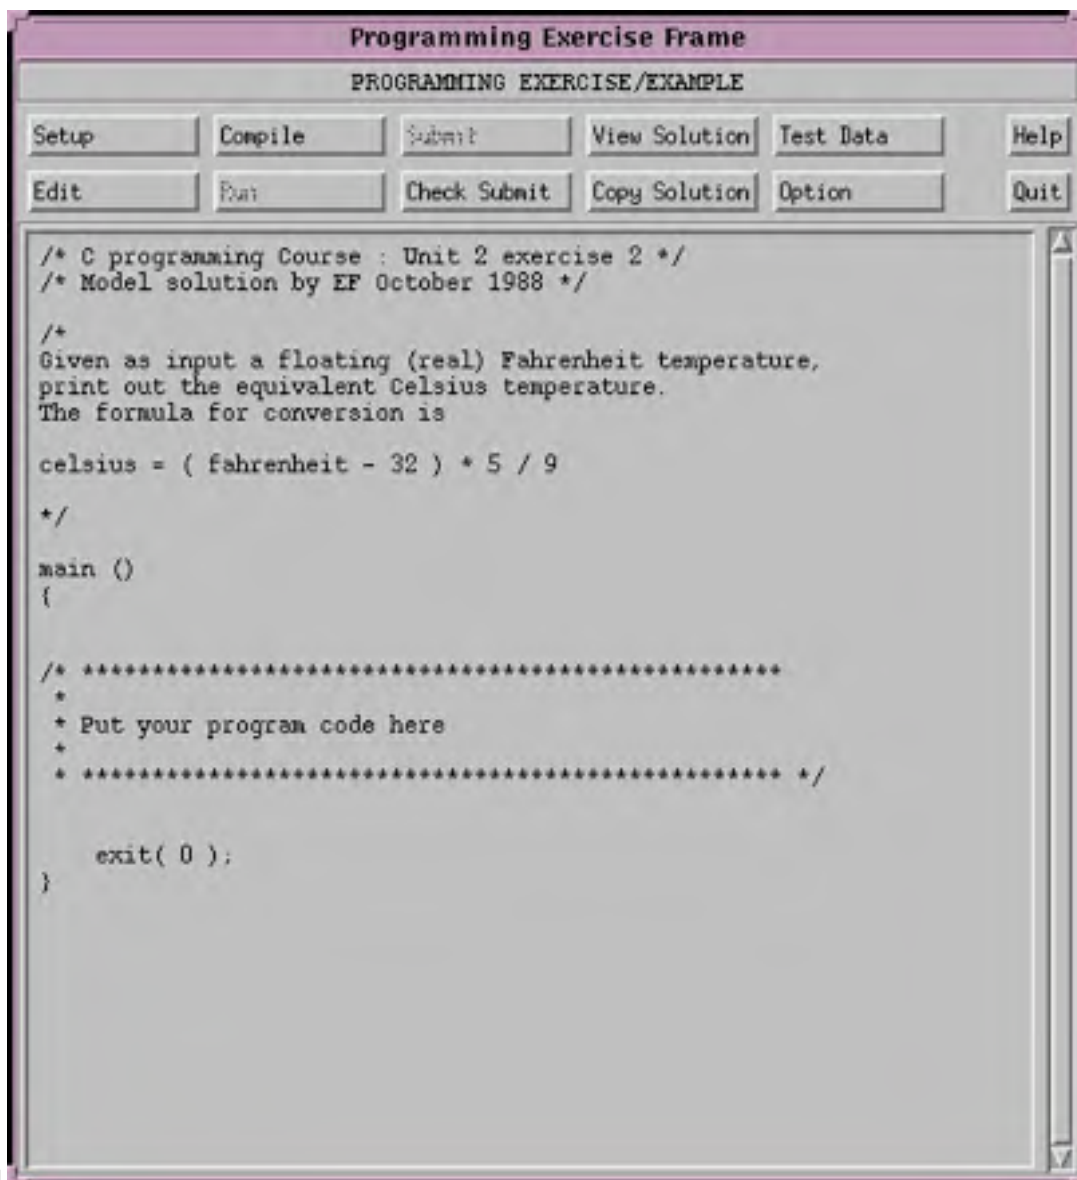 Programming Exercise Frame
PROGRAMMING EXERCISE/EXAMPLE
Setup Compile Submit View Solution Test Data Help
Edit Run Check Submit Copy Solution Option Quit
/* C programming Course : Unit 2 exercise 2 */
/* Model solution by EF October 1988 */
/*
Given as input a floating (real) Fahrenheit temperature,
print out the equivalent Celsius temperature.
The formula for conversion is
celsius = ( fahrenheit - 32 ) * 5 / 9
*/
main ()
{
/* **************************************************
*
* Put your program code here
*
* ************************************************** */
exit( 0 );
}